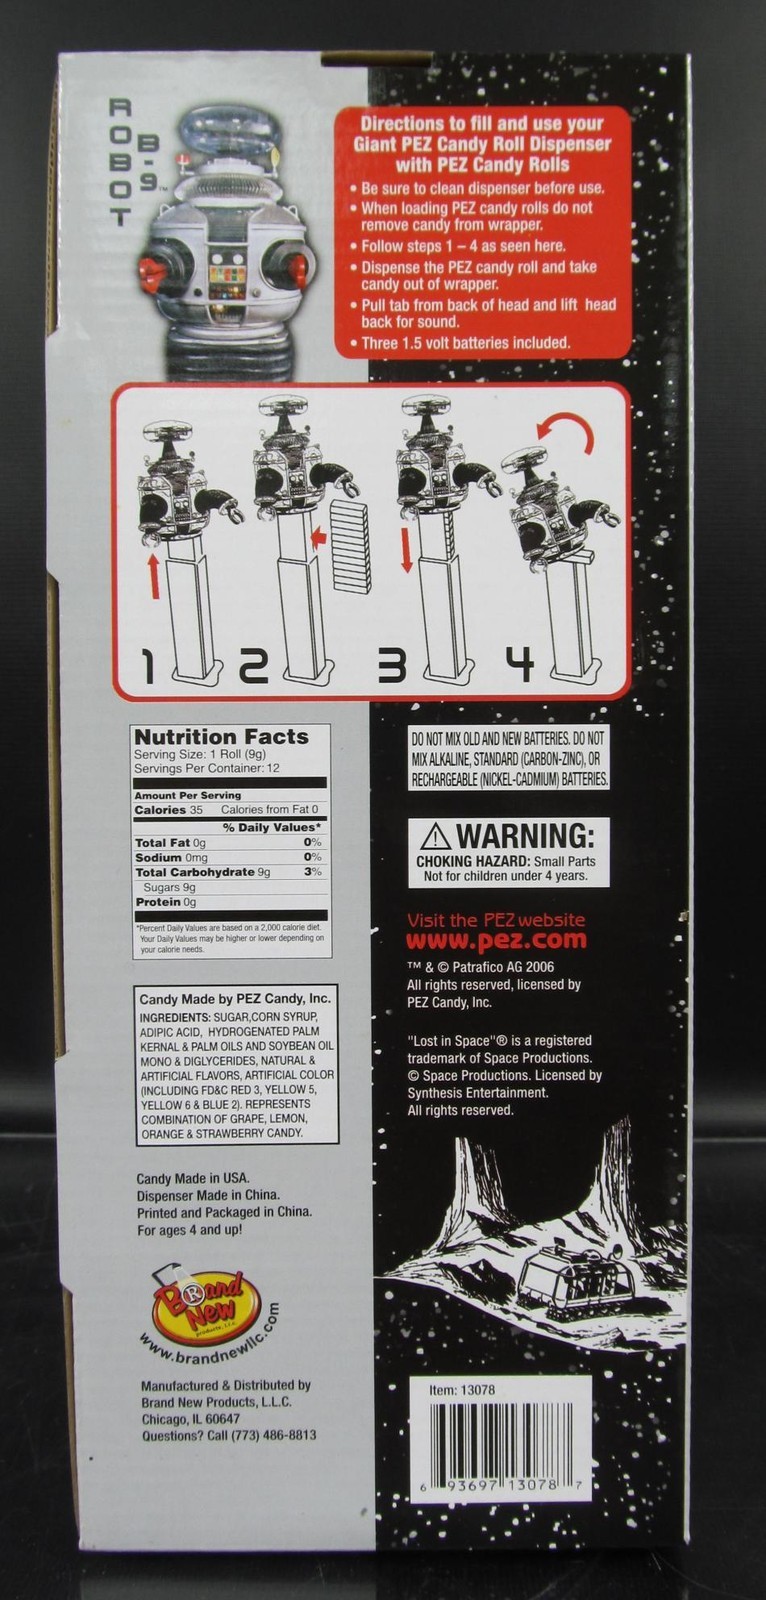 ROBOT
B-9™
Directions to fill and use your
Giant PEZ Candy Roll Dispenser
with PEZ Candy Rolls
• Be sure to clean dispenser before use.
• When loading PEZ candy rolls do not
remove candy from wrapper.
• Follow steps 1 – 4 as seen here.
• Dispense the PEZ candy roll and take
candy out of wrapper.
• Pull tab from back of head and lift head
back for sound.
• Three 1.5 volt batteries included.
1 2 3 4
Nutrition Facts
Serving Size: 1 Roll (9g)
Servings Per Container: 12
Amount Per Serving
Calories 35 Calories from Fat 0
% Daily Values*
Total Fat 0g 0%
Sodium 0mg 0%
Total Carbohydrate 9g 3%
Sugars 9g
Protein 0g
*Percent Daily Values are based on a 2,000 calorie diet.
Your Daily Values may be higher or lower depending on
your calorie needs.
Candy Made by PEZ Candy, Inc.
INGREDIENTS: SUGAR,CORN SYRUP,
ADIPIC ACID, HYDROGENATED PALM
KERNAL & PALM OILS AND SOYBEAN OIL
MONO & DIGLYCERIDES, NATURAL &
ARTIFICIAL FLAVORS, ARTIFICIAL COLOR
(INCLUDING FD&C RED 3, YELLOW 5,
YELLOW 6 & BLUE 2). REPRESENTS
COMBINATION OF GRAPE, LEMON,
ORANGE & STRAWBERRY CANDY.
Candy Made in USA.
Dispenser Made in China.
Printed and Packaged in China.
For ages 4 and up!
Brand
New
products, l.l.c.
www.brandnewllc.com
Manufactured & Distributed by
Brand New Products, L.L.C.
Chicago, IL 60647
Questions? Call (773) 486-8813
DO NOT MIX OLD AND NEW BATTERIES. DO NOT
MIX ALKALINE, STANDARD (CARBON-ZINC), OR
RECHARGEABLE (NICKEL-CADMIUM) BATTERIES.
⚠ WARNING:
CHOKING HAZARD: Small Parts
Not for children under 4 years.
Visit the PEZ website
www.pez.com
™ & © Patrafico AG 2006
All rights reserved, licensed by
PEZ Candy, Inc.
"Lost in Space"® is a registered
trademark of Space Productions.
© Space Productions. Licensed by
Synthesis Entertainment.
All rights reserved.
Item: 13078
6 93697 13078 7